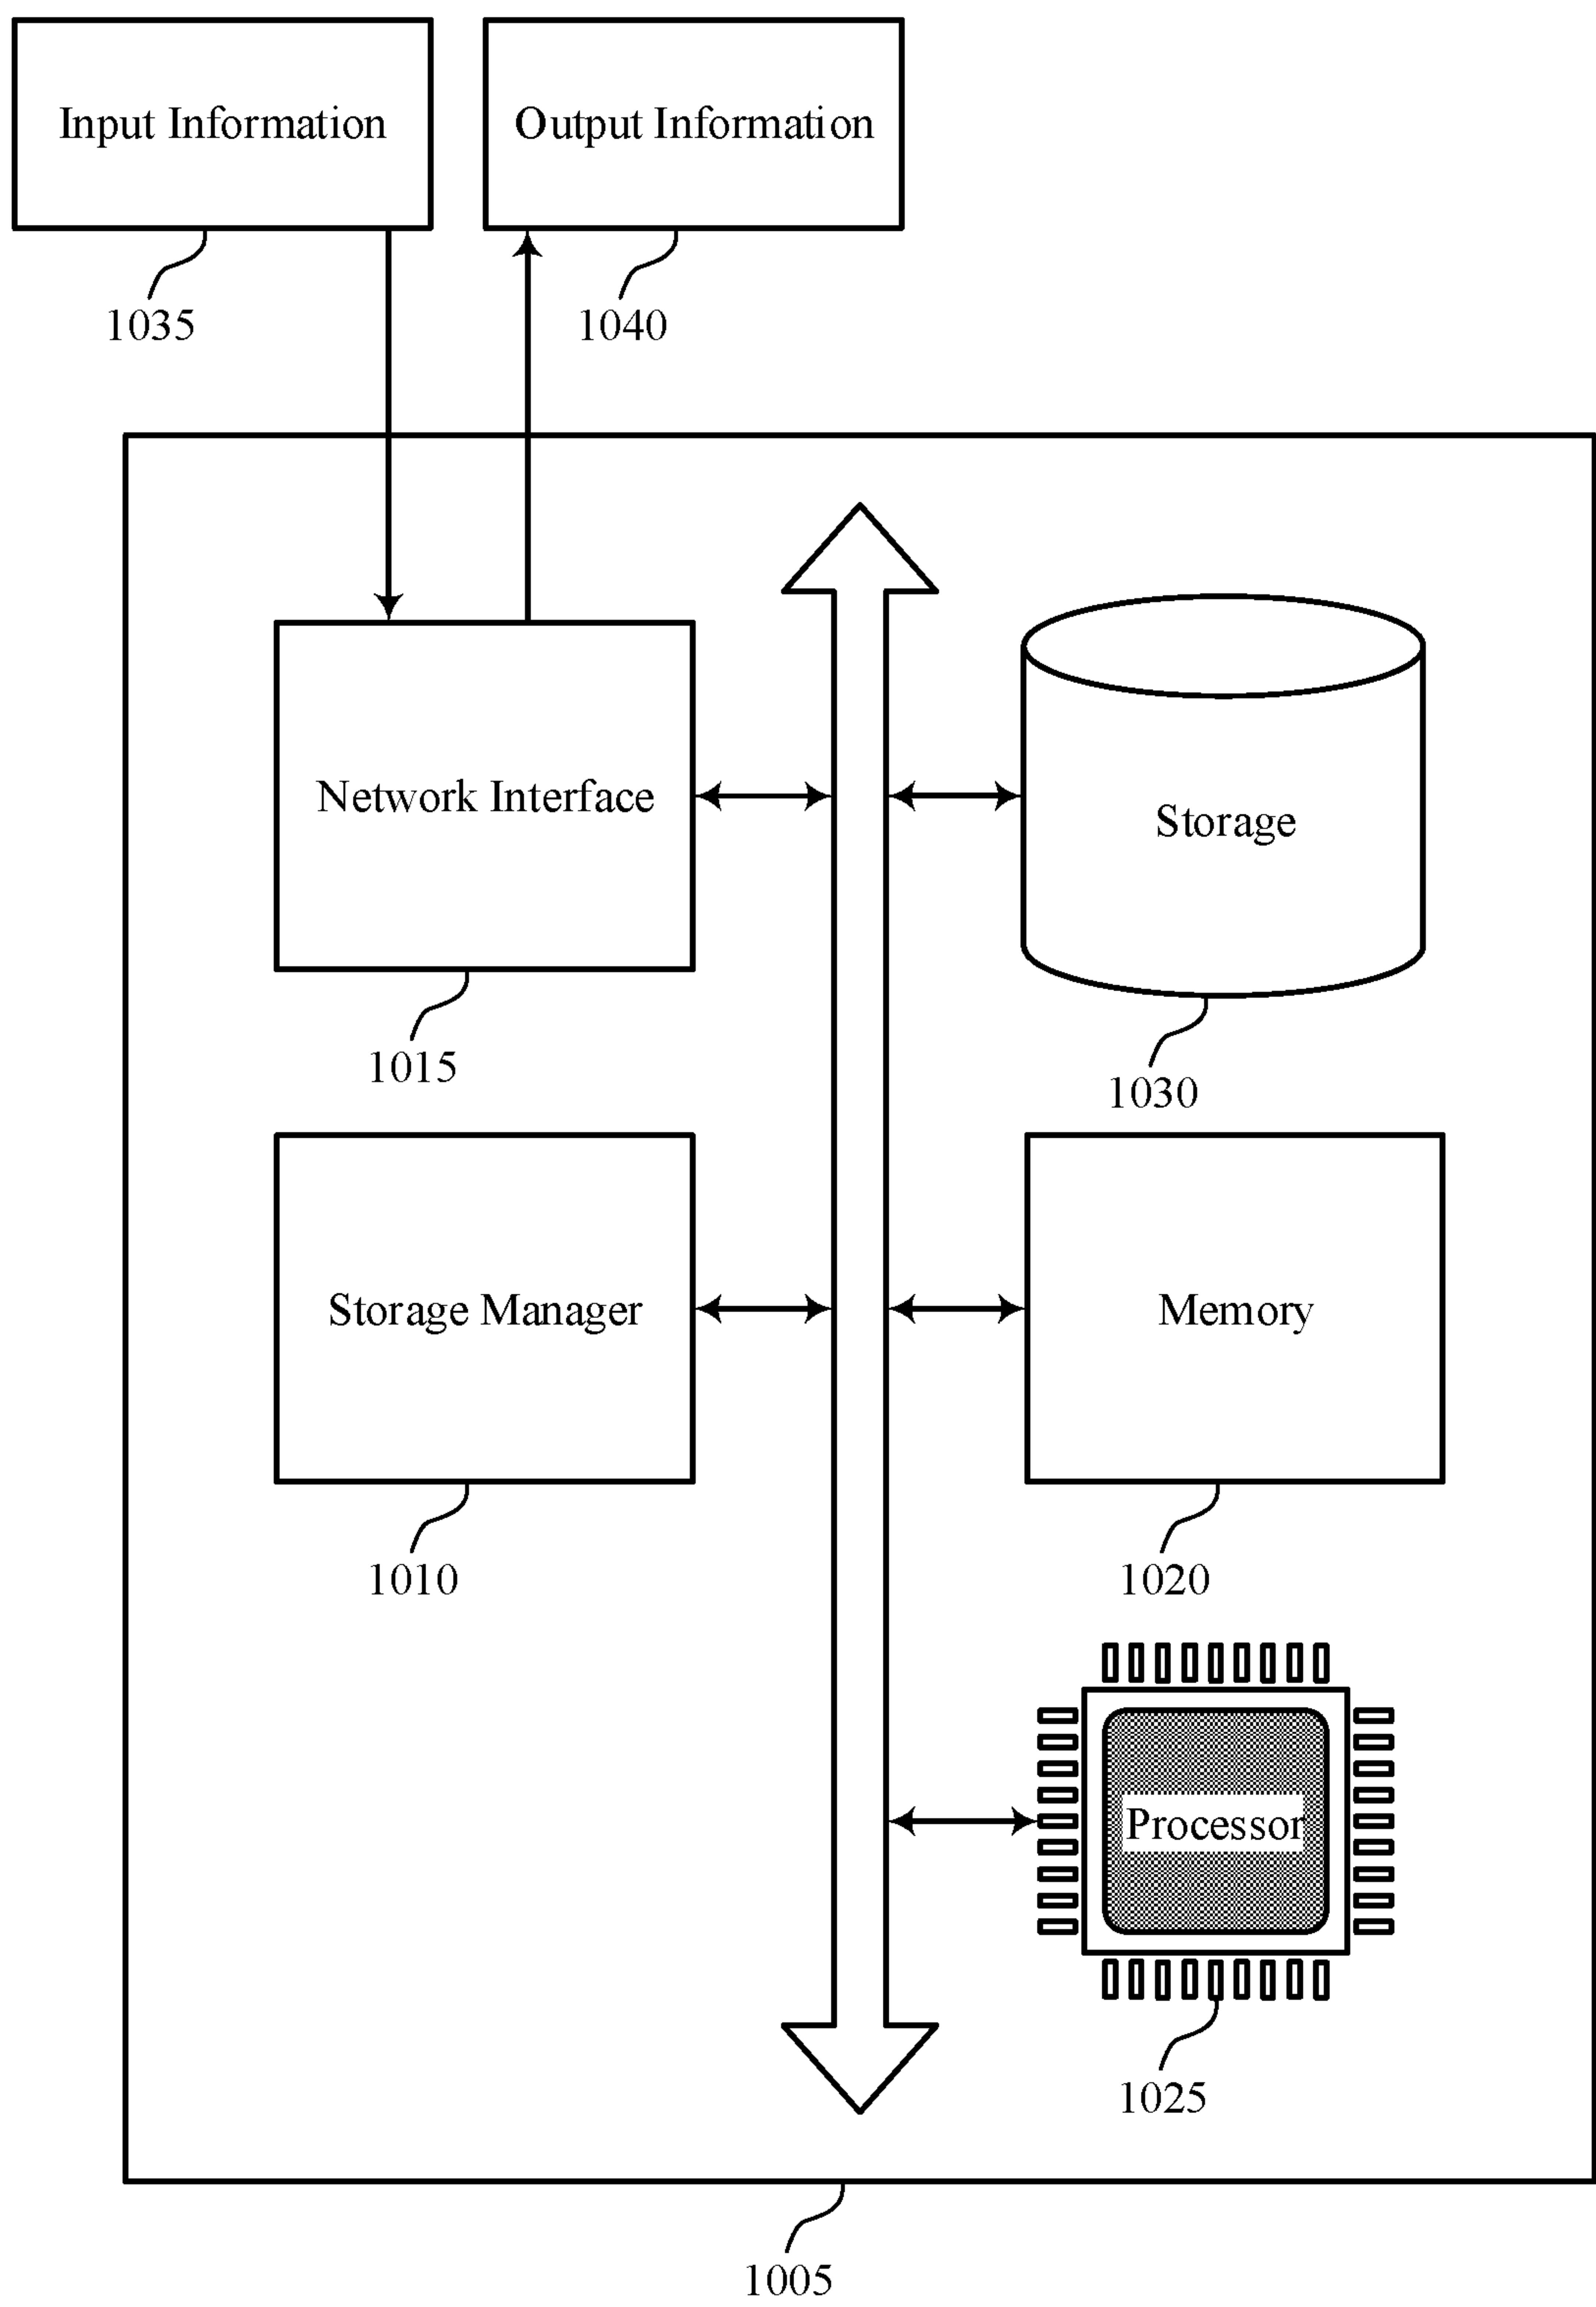 Input Information
Output Information
1035
1040
Network Interface
Storage
1015
1030
Storage Manager
Memory
1010
1020
Processor
1025
1005